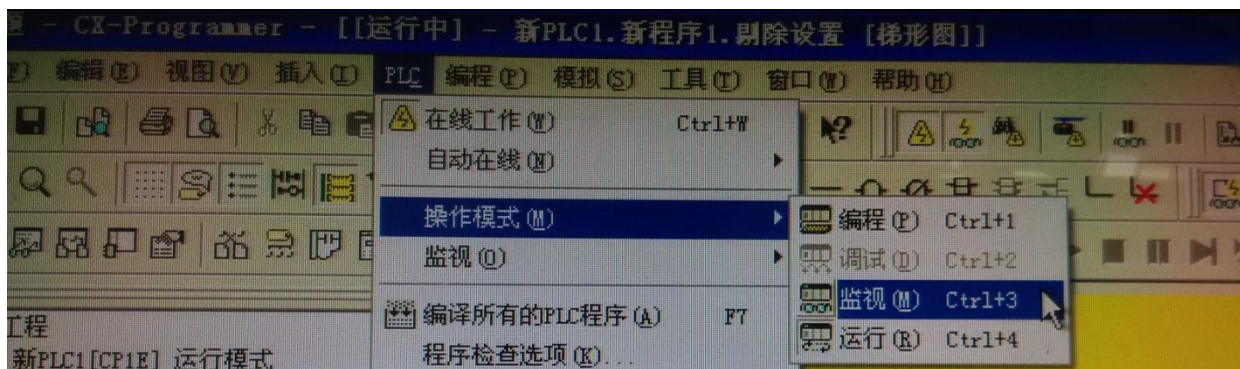 - CX-Programmer - [[运行中] - 新PLC1.新程序1.剔除设置 [梯形图]]
编辑(E) 视图(V) 插入(I) PLC 编程(P) 模拟(S) 工具(T) 窗口(W) 帮助(H)
在线工作(W) Ctrl+W
自动在线(N)
操作模式(M)
编程(P) Ctrl+1
监视(O)
调试(D) Ctrl+2
监视(M) Ctrl+3
编译所有的PLC程序(A) F7
运行(R) Ctrl+4
程序检查选项(K)...
工程
新PLC1[CP1E] 运行模式